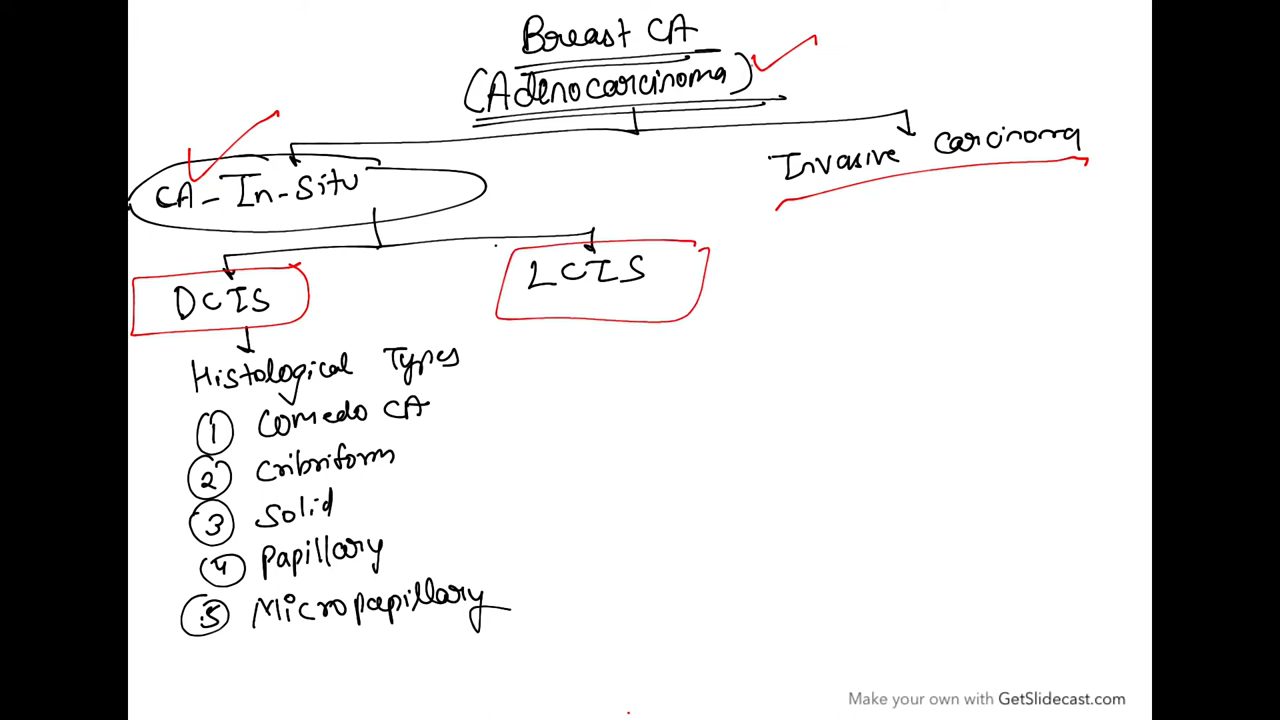 Breast CA
(Adenocarcinoma)
CA-In-Situ
Invasive carcinoma
DCIS
LCIS
Histological Types
1 Comedo CA
2 Cribriform
3 Solid
4 Papillary
5 Micropapillary
Make your own with GetSlidecast.com